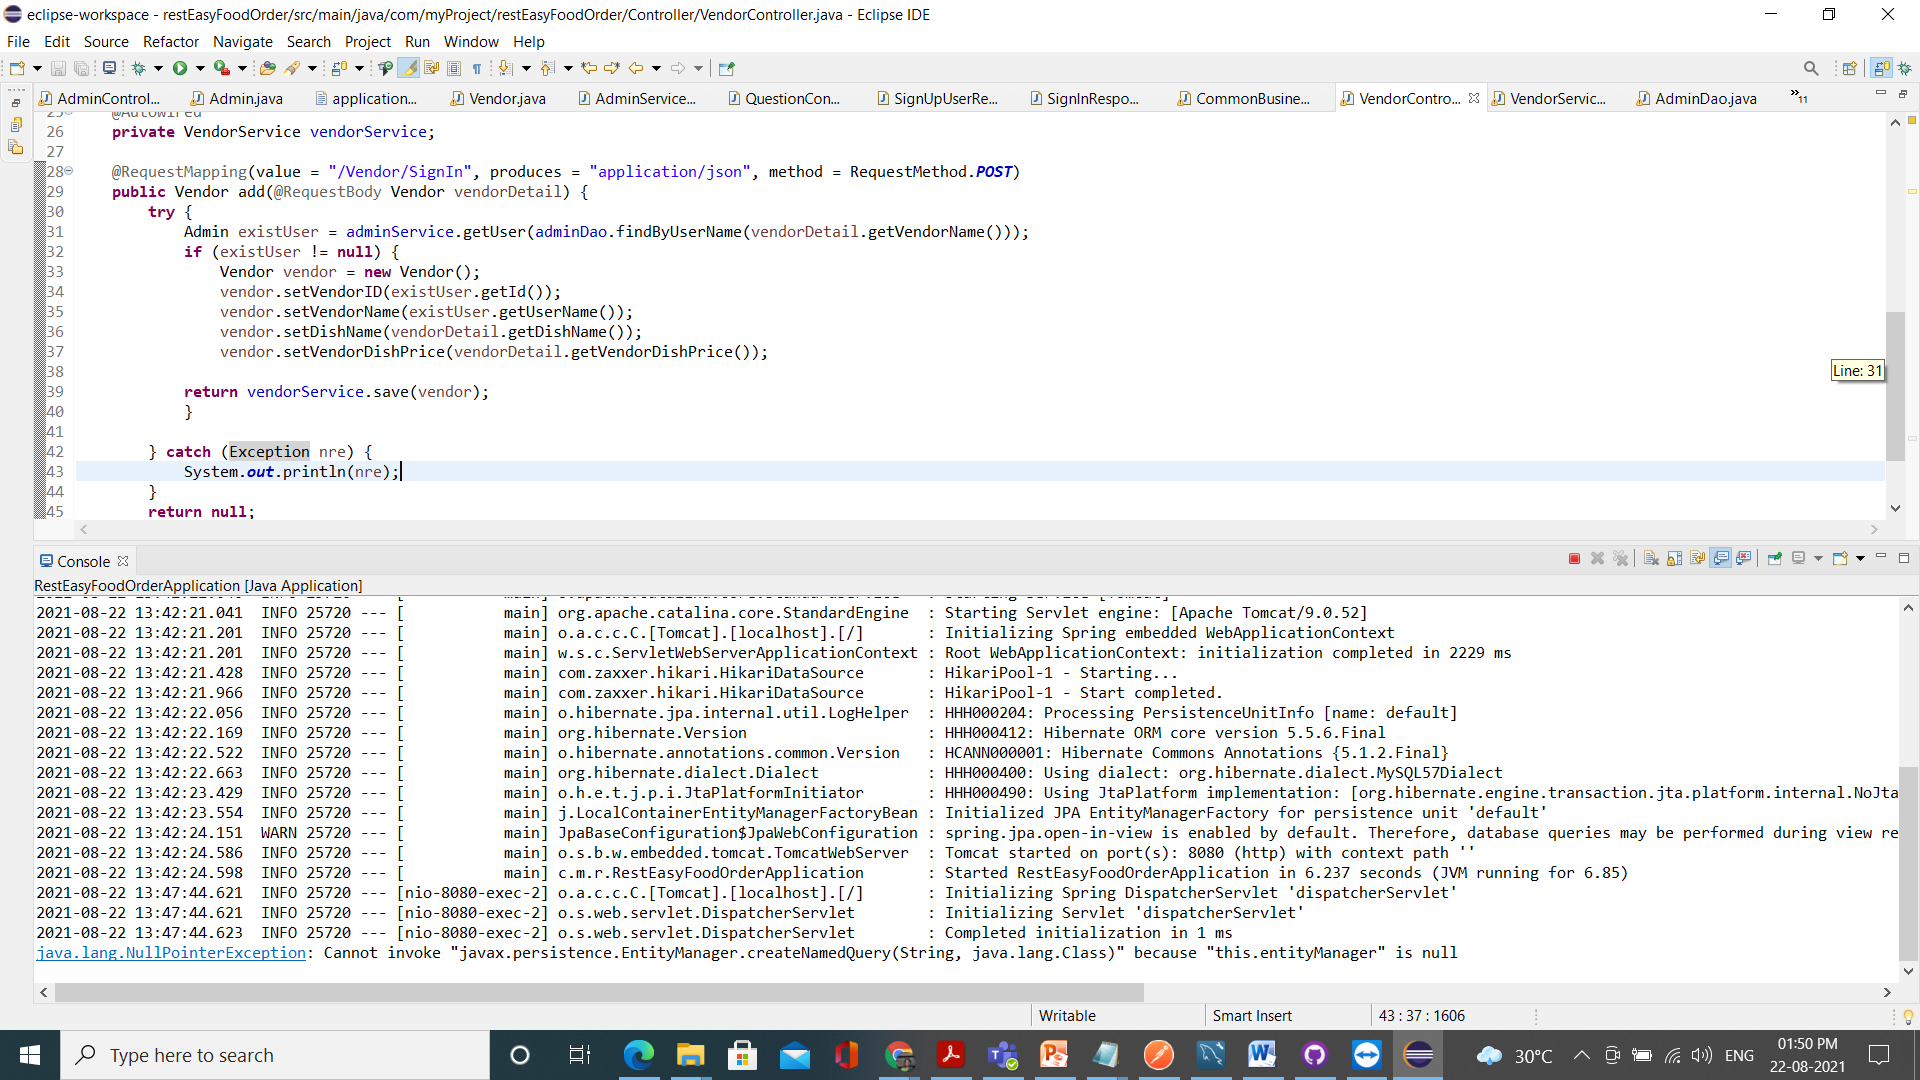 eclipse-workspace - restEasyFoodOrder/src/main/java/com/myProject/restEasyFoodOrder/Controller/VendorController.java - Eclipse IDE
File Edit Source Refactor Navigate Search Project Run Window Help
AdminControl... Admin.java application... Vendor.java AdminService... QuestionCon... SignUpUserRe... SignInRespo... CommonBusine... VendorContro... VendorServic... AdminDao.java »11
25 @Autowired
26 private VendorService vendorService;
27
28 @RequestMapping(value = "/Vendor/SignIn", produces = "application/json", method = RequestMethod.POST)
29 public Vendor add(@RequestBody Vendor vendorDetail) {
30 try {
31 Admin existUser = adminService.getUser(adminDao.findByUserName(vendorDetail.getVendorName()));
32 if (existUser != null) {
33 Vendor vendor = new Vendor();
34 vendor.setVendorID(existUser.getId());
35 vendor.setVendorName(existUser.getUserName());
36 vendor.setDishName(vendorDetail.getDishName());
37 vendor.setVendorDishPrice(vendorDetail.getVendorDishPrice());
Line: 31
38
39 return vendorService.save(vendor);
40 }
41
42 } catch (Exception nre) {
43 System.out.println(nre);
44 }
45 return null;
Console
RestEasyFoodOrderApplication [Java Application]
2021-08-22 13:42:21.041 INFO 25720 --- [ main] org.apache.catalina.core.StandardEngine : Starting Servlet engine: [Apache Tomcat/9.0.52]
2021-08-22 13:42:21.201 INFO 25720 --- [ main] o.a.c.c.C.[Tomcat].[localhost].[/] : Initializing Spring embedded WebApplicationContext
2021-08-22 13:42:21.201 INFO 25720 --- [ main] w.s.c.ServletWebServerApplicationContext : Root WebApplicationContext: initialization completed in 2229 ms
2021-08-22 13:42:21.428 INFO 25720 --- [ main] com.zaxxer.hikari.HikariDataSource : HikariPool-1 - Starting...
2021-08-22 13:42:21.966 INFO 25720 --- [ main] com.zaxxer.hikari.HikariDataSource : HikariPool-1 - Start completed.
2021-08-22 13:42:22.056 INFO 25720 --- [ main] o.hibernate.jpa.internal.util.LogHelper : HHH000204: Processing PersistenceUnitInfo [name: default]
2021-08-22 13:42:22.169 INFO 25720 --- [ main] org.hibernate.Version : HHH000412: Hibernate ORM core version 5.5.6.Final
2021-08-22 13:42:22.522 INFO 25720 --- [ main] o.hibernate.annotations.common.Version : HCANN000001: Hibernate Commons Annotations {5.1.2.Final}
2021-08-22 13:42:22.663 INFO 25720 --- [ main] org.hibernate.dialect.Dialect : HHH000400: Using dialect: org.hibernate.dialect.MySQL57Dialect
2021-08-22 13:42:23.429 INFO 25720 --- [ main] o.h.e.t.j.p.i.JtaPlatformInitiator : HHH000490: Using JtaPlatform implementation: [org.hibernate.engine.transaction.jta.platform.internal.NoJta
2021-08-22 13:42:23.554 INFO 25720 --- [ main] j.LocalContainerEntityManagerFactoryBean : Initialized JPA EntityManagerFactory for persistence unit 'default'
2021-08-22 13:42:24.151 WARN 25720 --- [ main] JpaBaseConfiguration$JpaWebConfiguration : spring.jpa.open-in-view is enabled by default. Therefore, database queries may be performed during view re
2021-08-22 13:42:24.586 INFO 25720 --- [ main] o.s.b.w.embedded.tomcat.TomcatWebServer : Tomcat started on port(s): 8080 (http) with context path ''
2021-08-22 13:42:24.598 INFO 25720 --- [ main] c.m.r.RestEasyFoodOrderApplication : Started RestEasyFoodOrderApplication in 6.237 seconds (JVM running for 6.85)
2021-08-22 13:47:44.621 INFO 25720 --- [nio-8080-exec-2] o.a.c.c.C.[Tomcat].[localhost].[/] : Initializing Spring DispatcherServlet 'dispatcherServlet'
2021-08-22 13:47:44.621 INFO 25720 --- [nio-8080-exec-2] o.s.web.servlet.DispatcherServlet : Initializing Servlet 'dispatcherServlet'
2021-08-22 13:47:44.623 INFO 25720 --- [nio-8080-exec-2] o.s.web.servlet.DispatcherServlet : Completed initialization in 1 ms
java.lang.NullPointerException: Cannot invoke "javax.persistence.EntityManager.createNamedQuery(String, java.lang.Class)" because "this.entityManager" is null
Writable Smart Insert 43 : 37 : 1606
Type here to search 30°C ENG 01:50 PM
22-08-2021